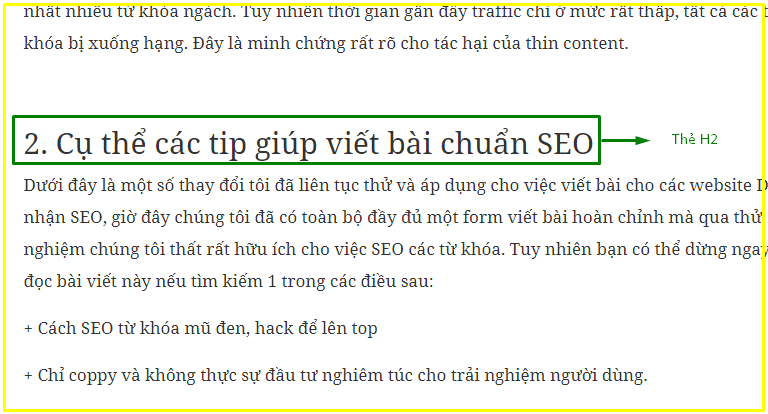 nhất nhiều từ khóa ngách. Tuy nhiên thời gian gần đây traffic chỉ ở mức rất thấp, tất cả các
khóa bị xuống hạng. Đây là minh chứng rất rõ cho tác hại của thin content.
2. Cụ thể các tip giúp viết bài chuẩn SEO
Thẻ H2
Dưới đây là một số thay đổi tôi đã liên tục thử và áp dụng cho việc viết bài cho các website
nhận SEO, giờ đây chúng tôi đã có toàn bộ đầy đủ một form viết bài hoàn chỉnh mà qua thử
nghiệm chúng tôi thất rất hữu ích cho việc SEO các từ khóa. Tuy nhiên bạn có thể dừng ngay
đọc bài viết này nếu tìm kiếm 1 trong các điều sau:
+ Cách SEO từ khóa mũ đen, hack để lên top
+ Chỉ coppy và không thực sự đầu tư nghiêm túc cho trải nghiệm người dùng.